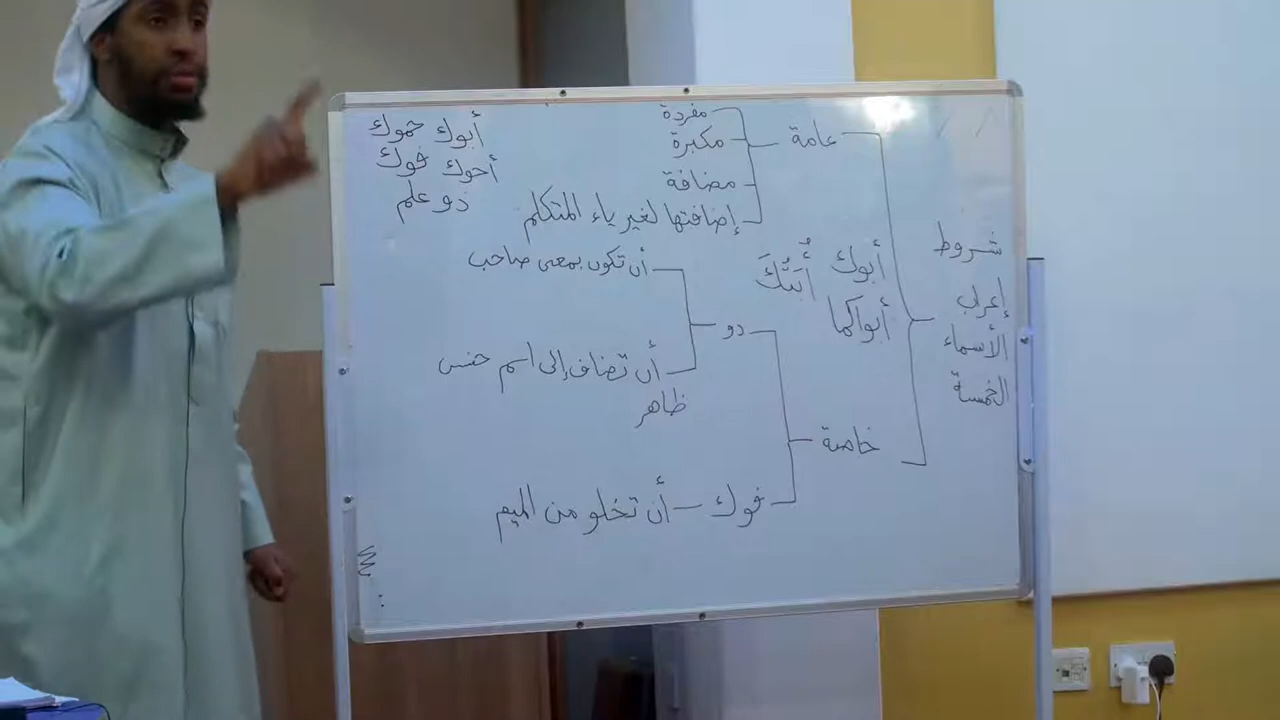 شروط
إعراب
الأسماء
الخمسة
عامة
مفردة
مكبرة
مضافة
إضافتها لغير ياء المتكلم
أبوك أُبَيُّكَ
أبواكما
خاصة
ذو
أن تكون بمعنى صاحب
أن تضاف إلى اسم جنس
ظاهر
فوك – أن تخلو من الميم
أبوك حموك
أخوك فوك
ذو علم